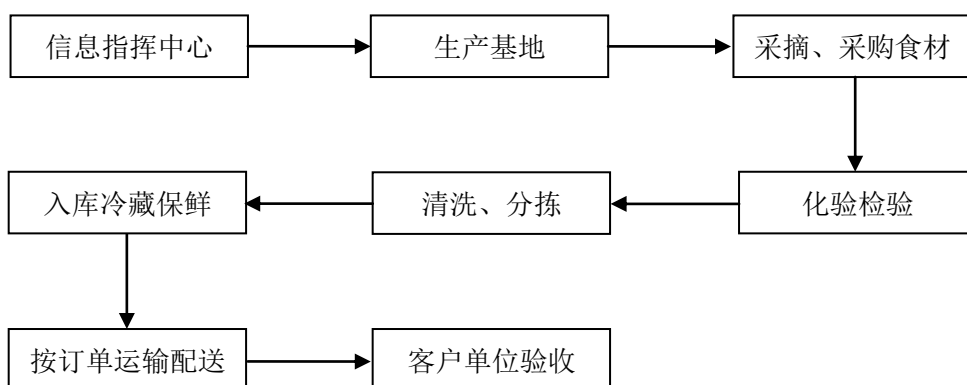 信息指挥中心
生产基地
采摘、采购食材
化验检验
清洗、分拣
入库冷藏保鲜
按订单运输配送
客户单位验收